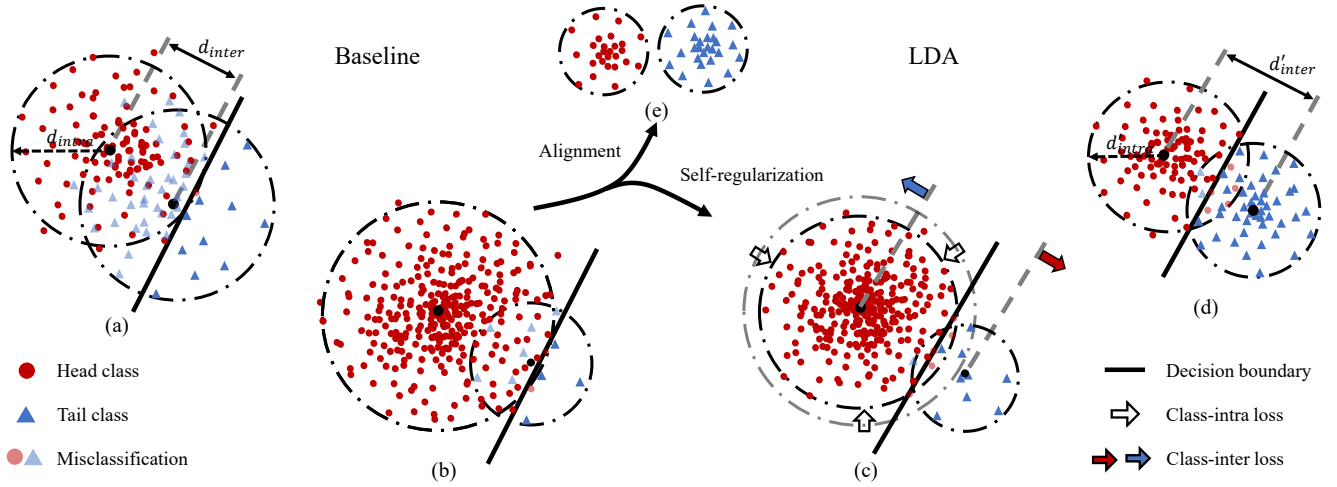 Baseline
LDA
d_inter
d_intra
(a)
(e)
Alignment
Self-regularization
d'_inter
d'_intra
(d)
(b)
(c)
Head class
Tail class
Misclassification
Decision boundary
Class-intra loss
Class-inter loss